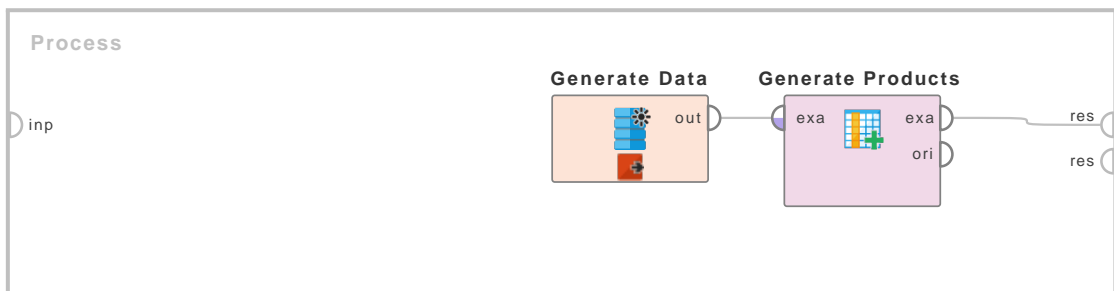 Process
Generate Data
Generate Products
inp
out
exa
exa
res
ori
res